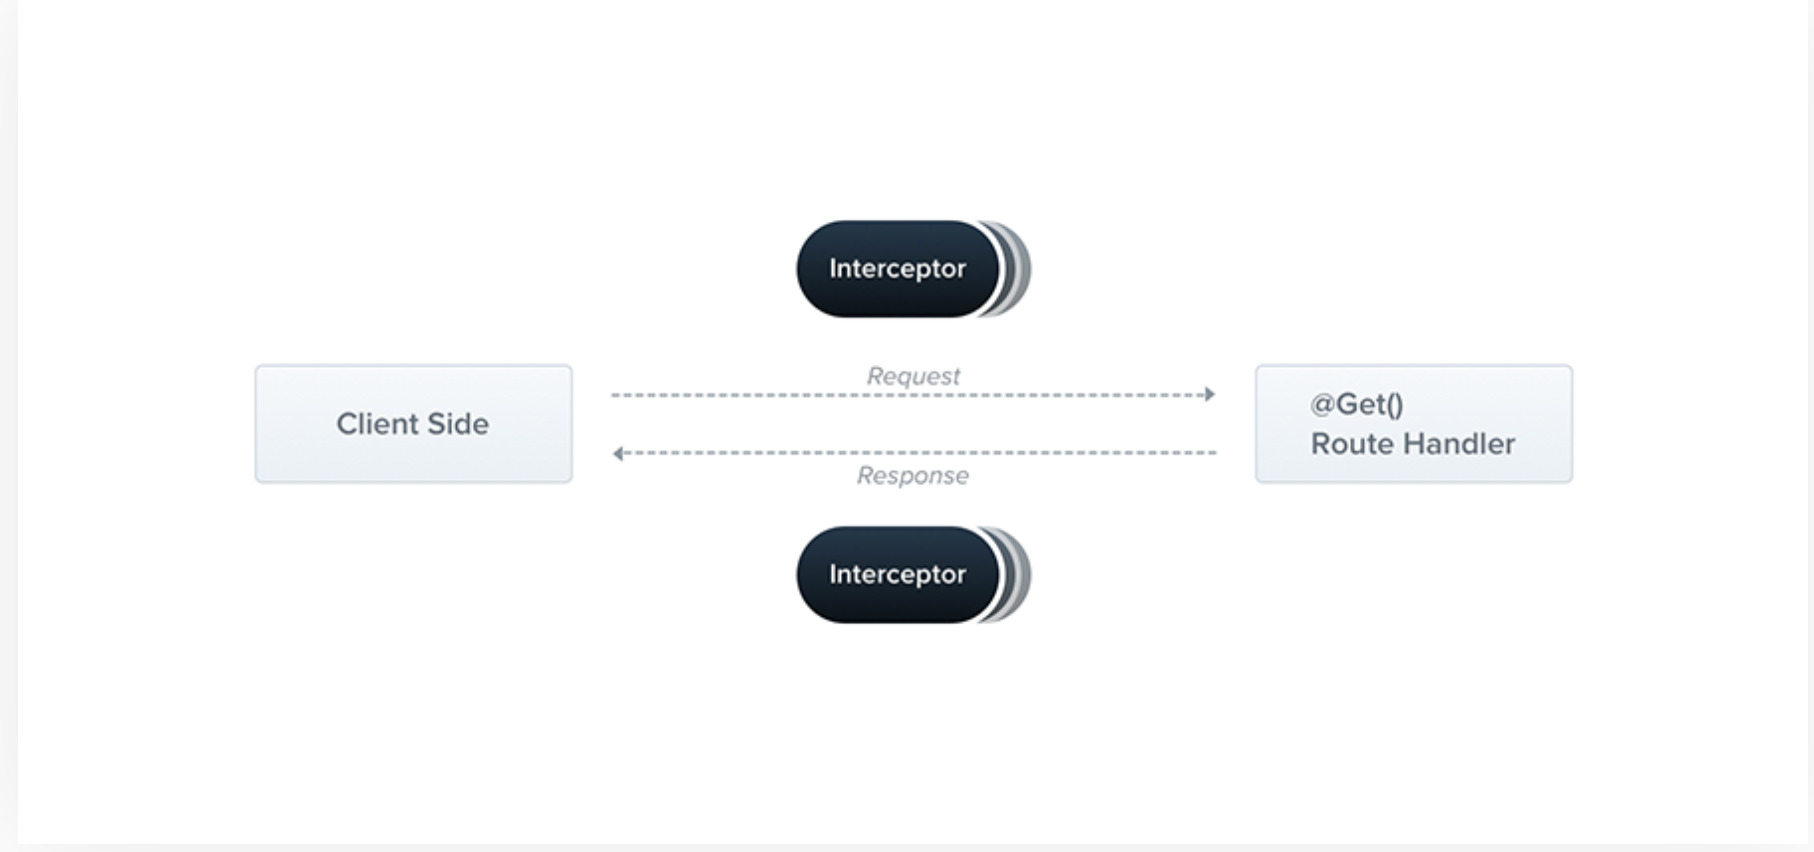 Interceptor
Request
Client Side
@Get()
Route Handler
Response
Interceptor